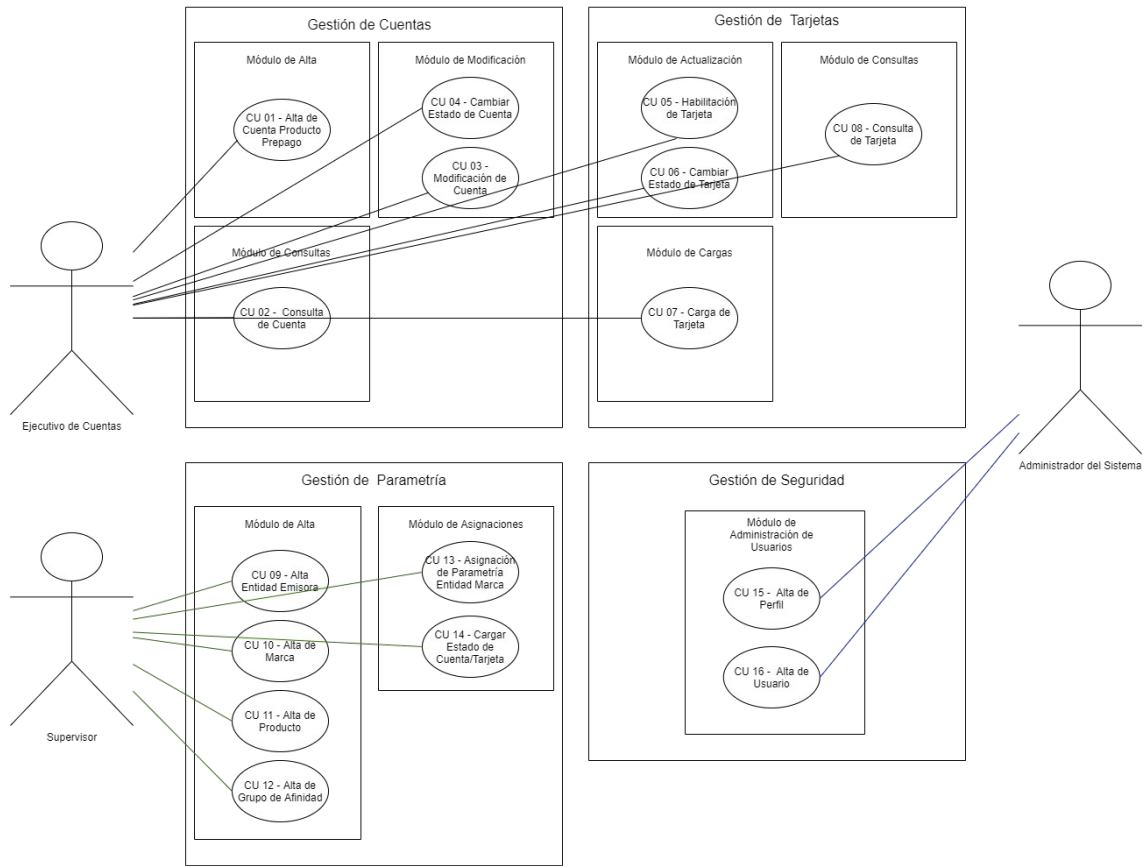 Gestión de Cuentas
Módulo de Alta
CU 01 - Alta de
Cuenta Producto
Prepago
Módulo de Modificación
CU 04 - Cambiar
Estado de Cuenta
CU 03 -
Modificación de
Cuenta
Módulo de Consultas
CU 02 - Consulta
de Cuenta
Gestión de Tarjetas
Módulo de Actualización
CU 05 - Habilitación
de Tarjeta
CU 06 - Cambiar
Estado de Tarjeta
Módulo de Consultas
CU 08 - Consulta
de Tarjeta
Módulo de Cargas
CU 07 - Carga de
Tarjeta
Ejecutivo de Cuentas
Administrador del Sistema
Gestión de Parametría
Módulo de Alta
CU 09 - Alta
Entidad Emisora
CU 10 - Alta de
Marca
CU 11 - Alta de
Producto
CU 12 - Alta de
Grupo de Afinidad
Módulo de Asignaciones
CU 13 - Asignación
de Parametría
Entidad Marca
CU 14 - Cargar
Estado de
Cuenta/Tarjeta
Supervisor
Gestión de Seguridad
Módulo de
Administración de
Usuarios
CU 15 - Alta de
Perfil
CU 16 - Alta de
Usuario